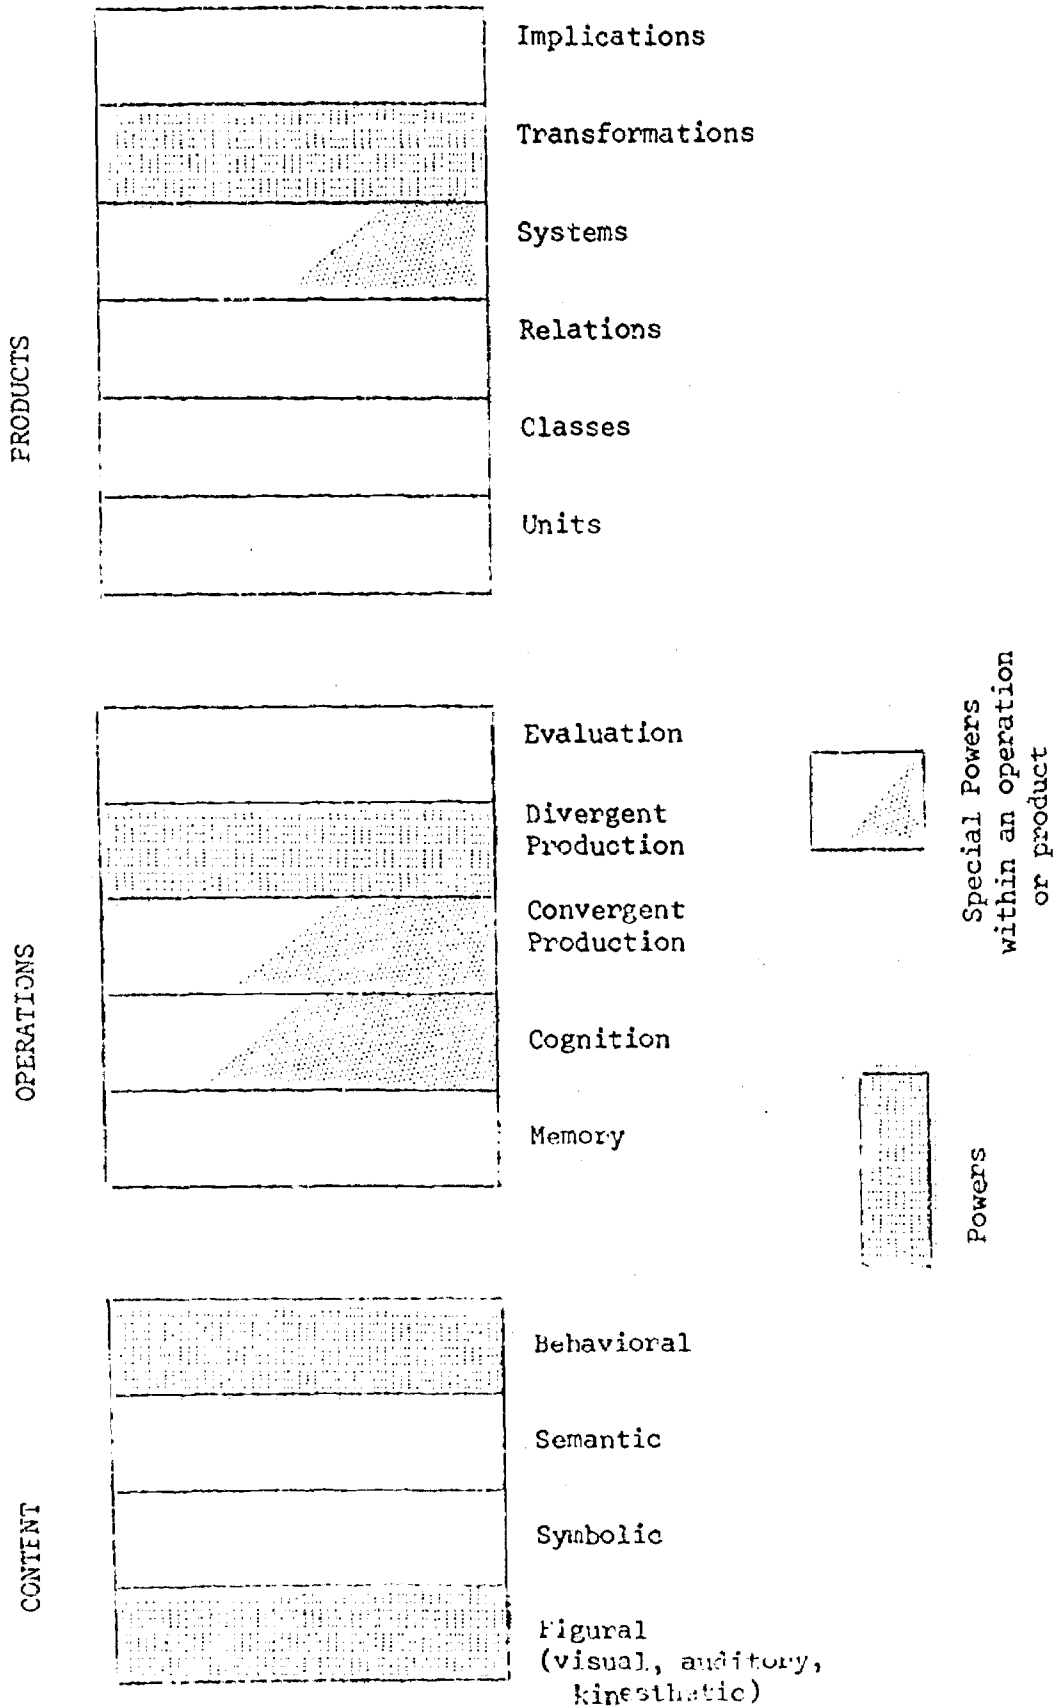 PRODUCTS
Implications
Transformations
Systems
Relations
Classes
Units
OPERATIONS
Evaluation
Divergent
Production
Convergent
Production
Cognition
Memory
Special Powers
within an operation
or product
Powers
CONTENT
Behavioral
Semantic
Symbolic
Figural
(visual, auditory,
kinesthetic)